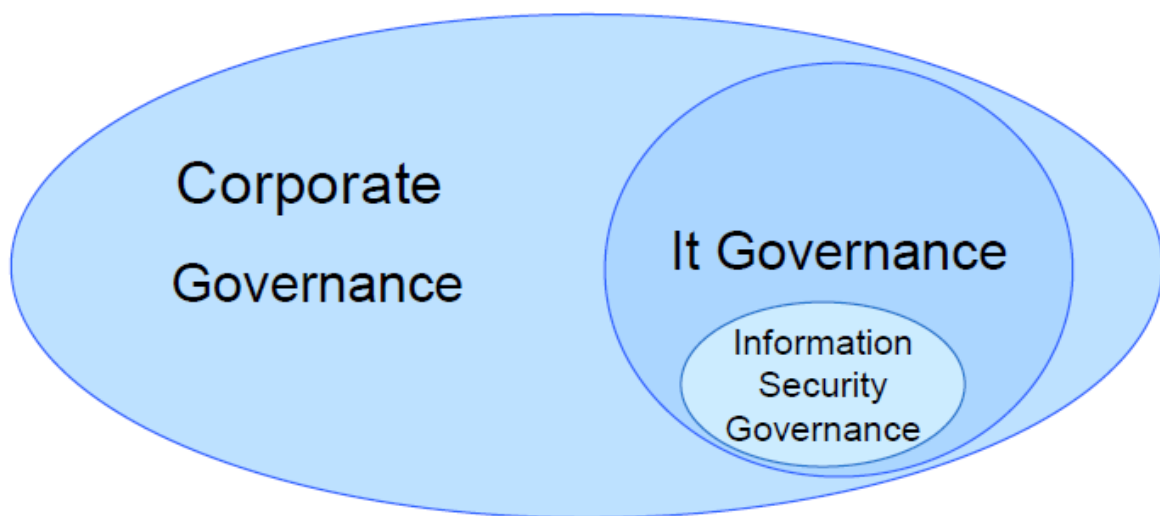 Corporate
Governance
It Governance
Information
Security
Governance